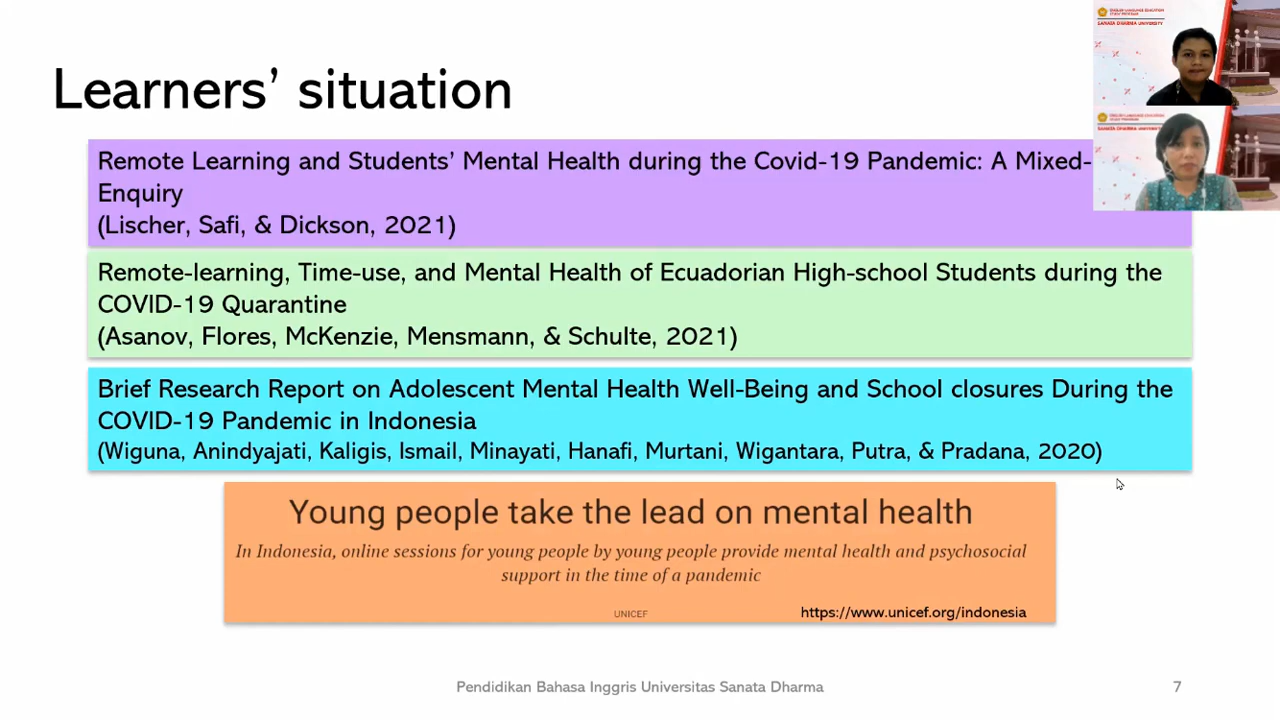 Learners’ situation
Remote Learning and Students’ Mental Health during the Covid-19 Pandemic: A Mixed-
Enquiry
(Lischer, Safi, & Dickson, 2021)
Remote-learning, Time-use, and Mental Health of Ecuadorian High-school Students during the
COVID-19 Quarantine
(Asanov, Flores, McKenzie, Mensmann, & Schulte, 2021)
Brief Research Report on Adolescent Mental Health Well-Being and School closures During the
COVID-19 Pandemic in Indonesia
(Wiguna, Anindyajati, Kaligis, Ismail, Minayati, Hanafi, Murtani, Wigantara, Putra, & Pradana, 2020)
Young people take the lead on mental health
In Indonesia, online sessions for young people by young people provide mental health and psychosocial
support in the time of a pandemic
UNICEF
https://www.unicef.org/indonesia
Pendidikan Bahasa Inggris Universitas Sanata Dharma
7
SANATA DHARMA UNIVERSITY